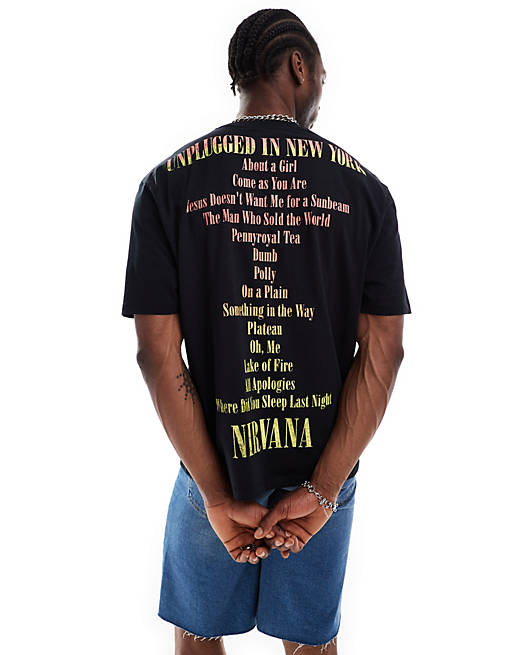 UNPLUGGED IN NEW YORK
About a Girl
Come as You Are
Jesus Doesn't Want Me for a Sunbeam
The Man Who Sold the World
Pennyroyal Tea
Dumb
Polly
On a Plain
Something in the Way
Plateau
Oh, Me
Lake of Fire
All Apologies
Where Did You Sleep Last Night
NIRVANA